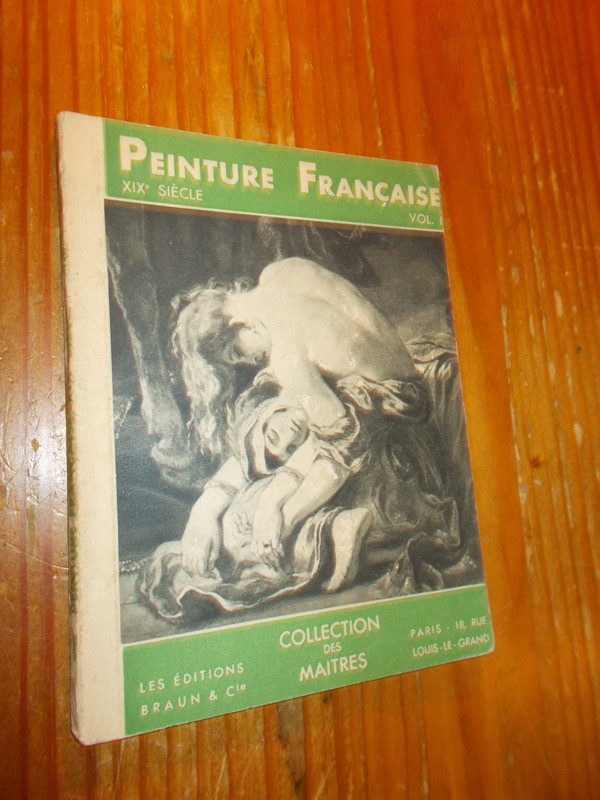 PEINTURE FRANÇAISE
XIXe SIÈCLE
VOL. I
LES ÉDITIONS
BRAUN & Cie
COLLECTION
DES
MAITRES
PARIS - 18, RUE
LOUIS-LE-GRAND